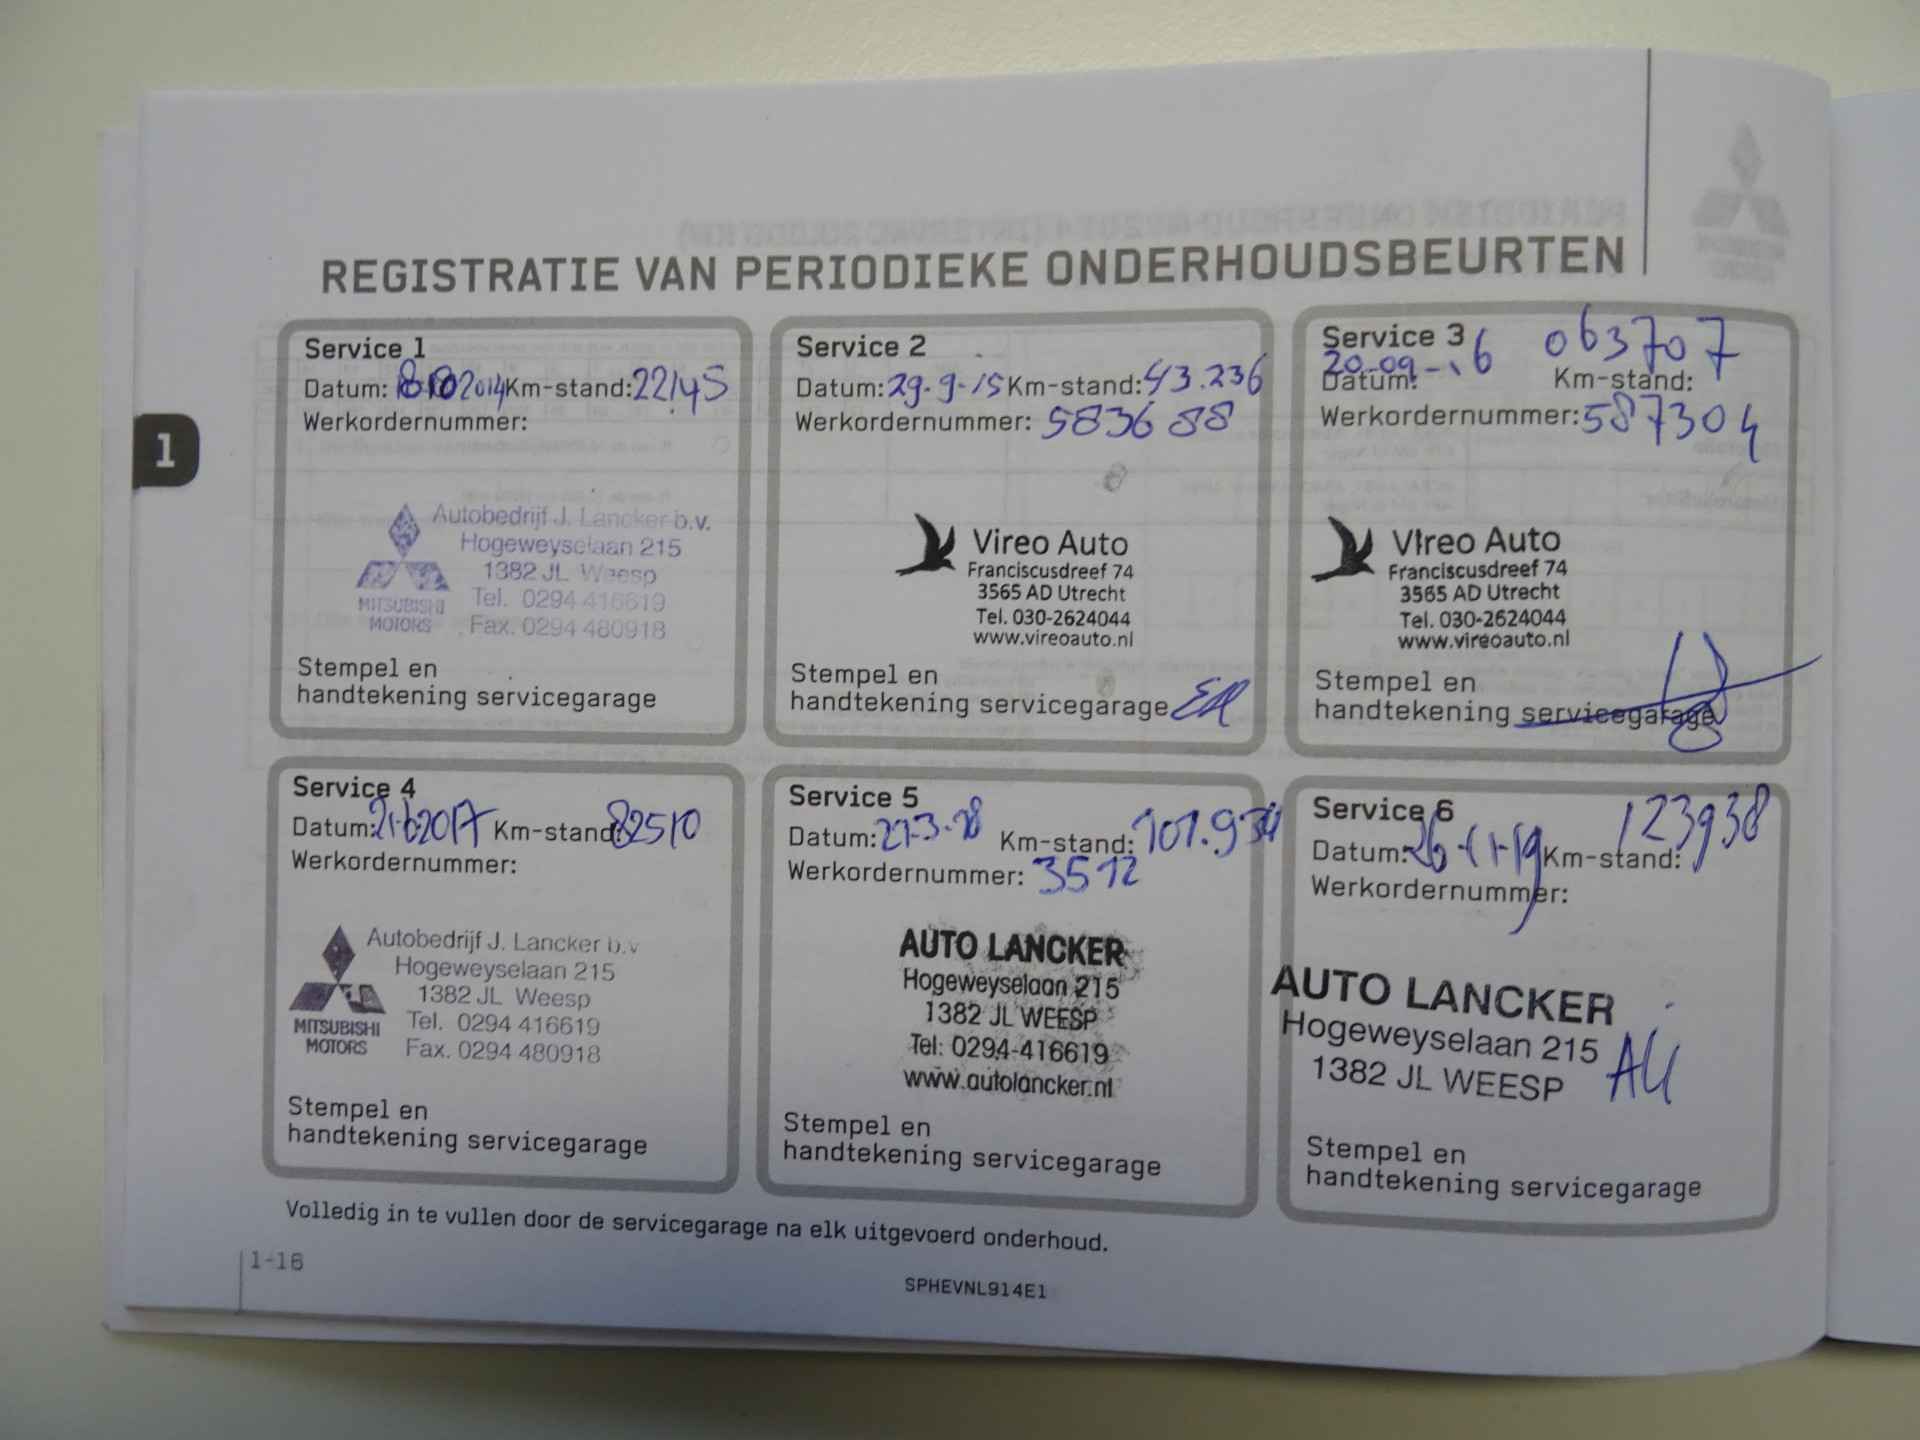 REGISTRATIE VAN PERIODIEKE ONDERHOUDSBEURTEN
1
Service 1
Datum: 2014 Km-stand: 22145
Werkordernummer:
Autobedrijf J. Lancker b.v.
Hogeweyselaan 215
1382 JL Weesp
Tel. 0294 416619
Fax. 0294 480918
MITSUBISHI
MOTORS
Stempel en
handtekening servicegarage
Service 2
Datum: 29-9-15 Km-stand: 43.236
Werkordernummer: 583688
Vireo Auto
Franciscusdreef 74
3565 AD Utrecht
Tel. 030-2624044
www.vireoauto.nl
Stempel en
handtekening servicegarage
Service 3
063707
20-09-16
Datum: Km-stand:
Werkordernummer: 587304
VIreo Auto
Franciscusdreef 74
3565 AD Utrecht
Tel. 030-2624044
www.vireoauto.nl
Stempel en
handtekening servicegarage
Service 4
Datum: 21-6-2017 Km-stand: 82510
Werkordernummer:
Autobedrijf J. Lancker b.v
Hogeweyselaan 215
1382 JL Weesp
Tel. 0294 416619
Fax. 0294 480918
MITSUBISHI
MOTORS
Stempel en
handtekening servicegarage
Service 5
Datum: Km-stand: 101.934
Werkordernummer: 3512
AUTO LANCKER
Hogeweyselaan 215
1382 JL WEESP
Tel: 0294-416619
www.autolancker.nl
Stempel en
handtekening servicegarage
Service 6
123938
Datum: 26-11-19 Km-stand:
Werkordernummer:
AUTO LANCKER
Hogeweyselaan 215
1382 JL WEESP
Stempel en
handtekening servicegarage
Volledig in te vullen door de servicegarage na elk uitgevoerd onderhoud.
1-16
SPHEVNL914E1